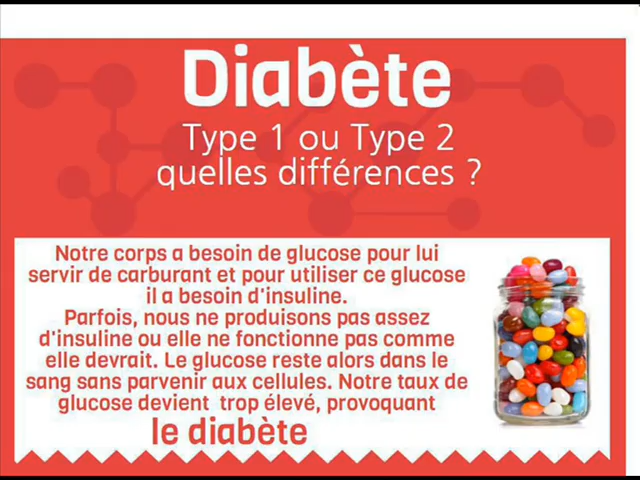 Diabète
Type 1 ou Type 2
quelles différences ?
Notre corps a besoin de glucose pour lui
servir de carburant et pour utiliser ce glucose
il a besoin d'insuline.
Parfois, nous ne produisons pas assez
d'insuline ou elle ne fonctionne pas comme
elle devrait. Le glucose reste alors dans le
sang sans parvenir aux cellules. Notre taux de
glucose devient trop élevé, provoquant
le diabète